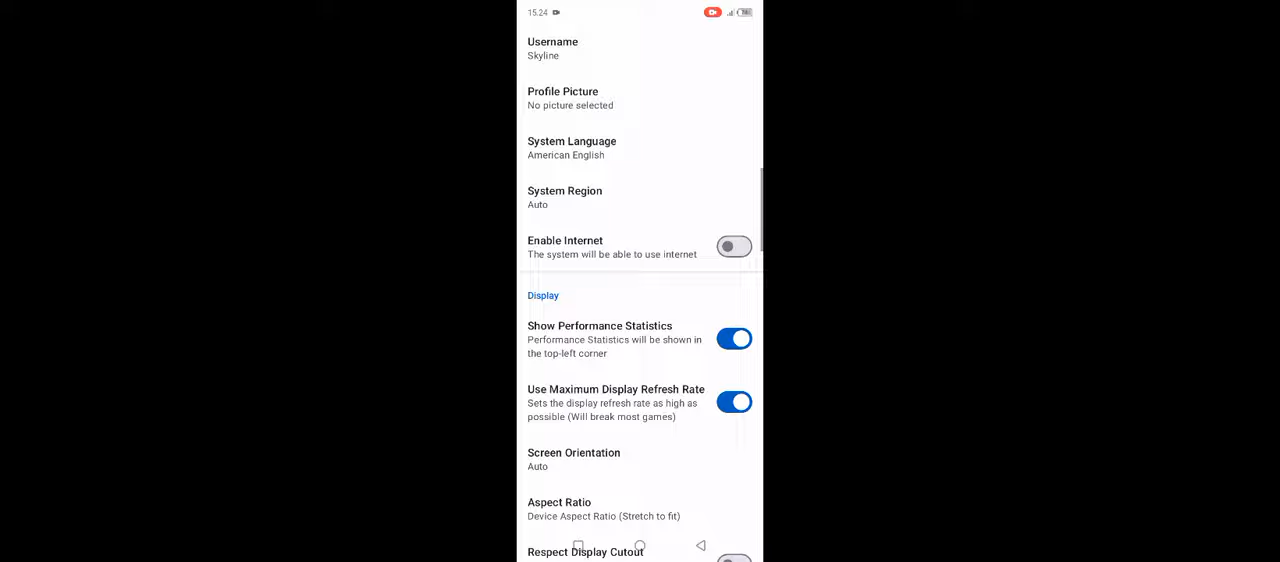 15.24
Username
Skyline
Profile Picture
No picture selected
System Language
American English
System Region
Auto
Enable Internet
The system will be able to use internet
Display
Show Performance Statistics
Performance Statistics will be shown in
the top-left corner
Use Maximum Display Refresh Rate
Sets the display refresh rate as high as
possible (Will break most games)
Screen Orientation
Auto
Aspect Ratio
Device Aspect Ratio (Stretch to fit)
Respect Display Cutout